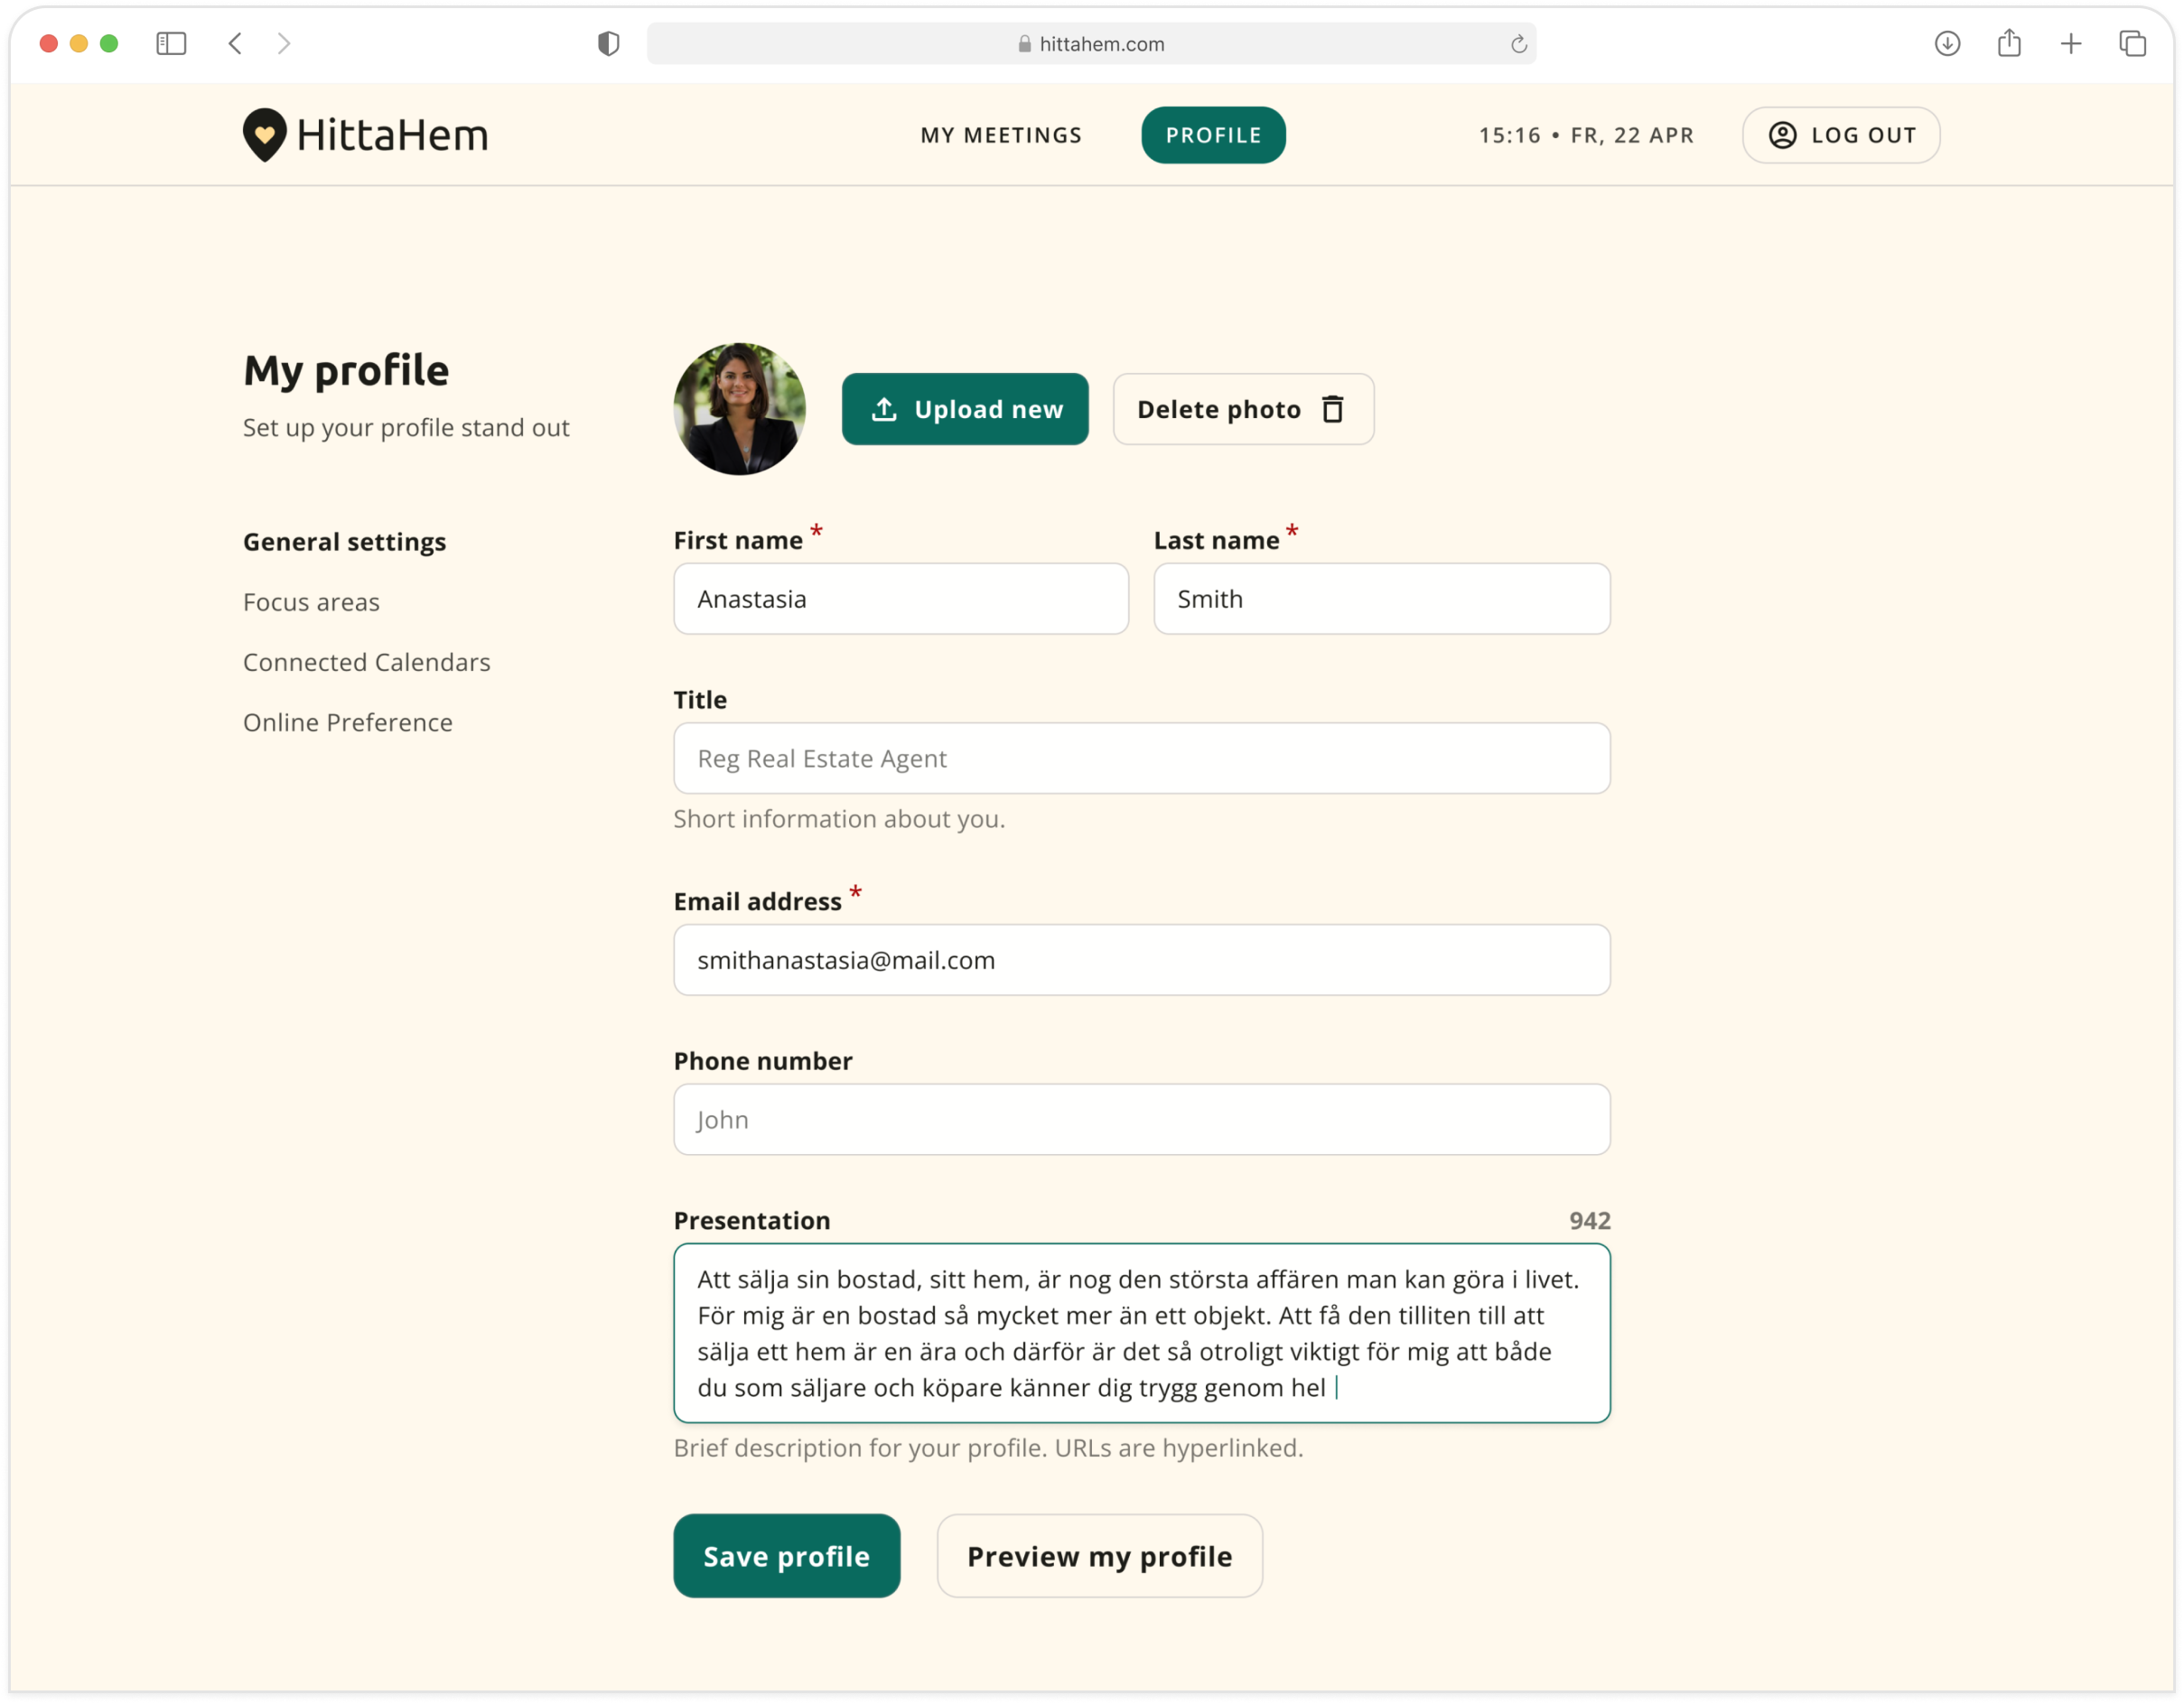 hittahem.com
HittaHem
MY MEETINGS
PROFILE
15:16 • FR, 22 APR
LOG OUT
My profile
Set up your profile stand out
General settings
Focus areas
Connected Calendars
Online Preference
Upload new
Delete photo
First name *
Last name *
Anastasia
Smith
Title
Reg Real Estate Agent
Short information about you.
Email address *
smithanastasia@mail.com
Phone number
John
Presentation
942
Att sälja sin bostad, sitt hem, är nog den största affären man kan göra i livet.
För mig är en bostad så mycket mer än ett objekt. Att få den tilliten till att
sälja ett hem är en ära och därför är det så otroligt viktigt för mig att både
du som säljare och köpare känner dig trygg genom hel
Brief description for your profile. URLs are hyperlinked.
Save profile
Preview my profile